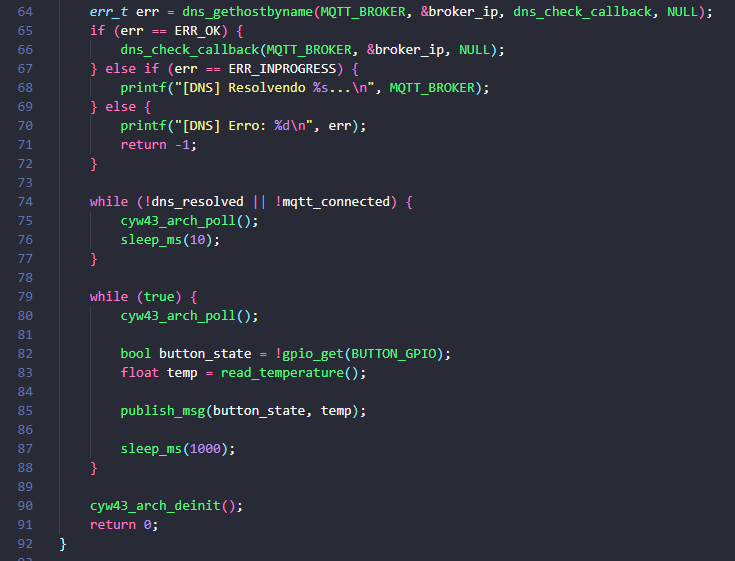 64 err_t err = dns_gethostbyname(MQTT_BROKER, &broker_ip, dns_check_callback, NULL);
65 if (err == ERR_OK) {
66 dns_check_callback(MQTT_BROKER, &broker_ip, NULL);
67 } else if (err == ERR_INPROGRESS) {
68 printf("[DNS] Resolvendo %s...\n", MQTT_BROKER);
69 } else {
70 printf("[DNS] Erro: %d\n", err);
71 return -1;
72 }
73
74 while (!dns_resolved || !mqtt_connected) {
75 cyw43_arch_poll();
76 sleep_ms(10);
77 }
78
79 while (true) {
80 cyw43_arch_poll();
81
82 bool button_state = !gpio_get(BUTTON_GPIO);
83 float temp = read_temperature();
84
85 publish_msg(button_state, temp);
86
87 sleep_ms(1000);
88 }
89
90 cyw43_arch_deinit();
91 return 0;
92 }